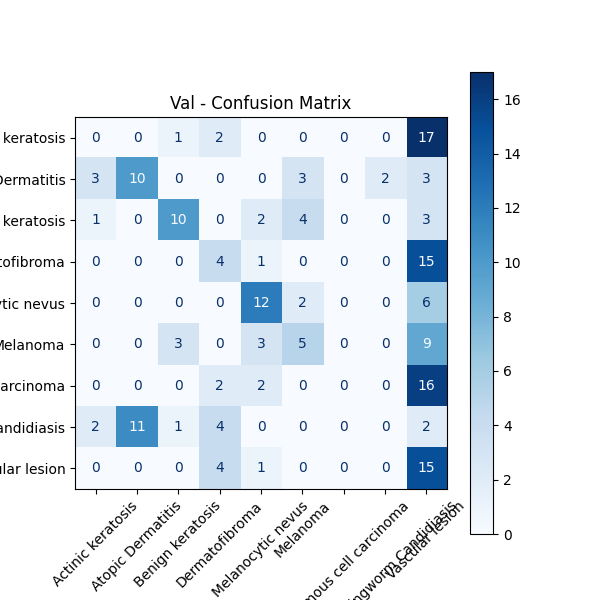 Val - Confusion Matrix
keratosis 0 0 1 2 0 0 0 0 17
Dermatitis 3 10 0 0 0 3 0 2 3
keratosis 1 0 10 0 2 4 0 0 3
tofibroma 0 0 0 4 1 0 0 0 15
ytic nevus 0 0 0 0 12 2 0 0 6
Melanoma 0 0 3 0 3 5 0 0 9
arcinoma 0 0 0 2 2 0 0 0 16
andidiasis 2 11 1 4 0 0 0 0 2
ular lesion 0 0 0 4 1 0 0 0 15
Actinic keratosis
Atopic Dermatitis
Benign keratosis
Dermatofibroma
Melanocytic nevus
Melanoma
mous cell carcinoma
ingworm Candidiasis
Vascular lesion
16
14
12
10
8
6
4
2
0